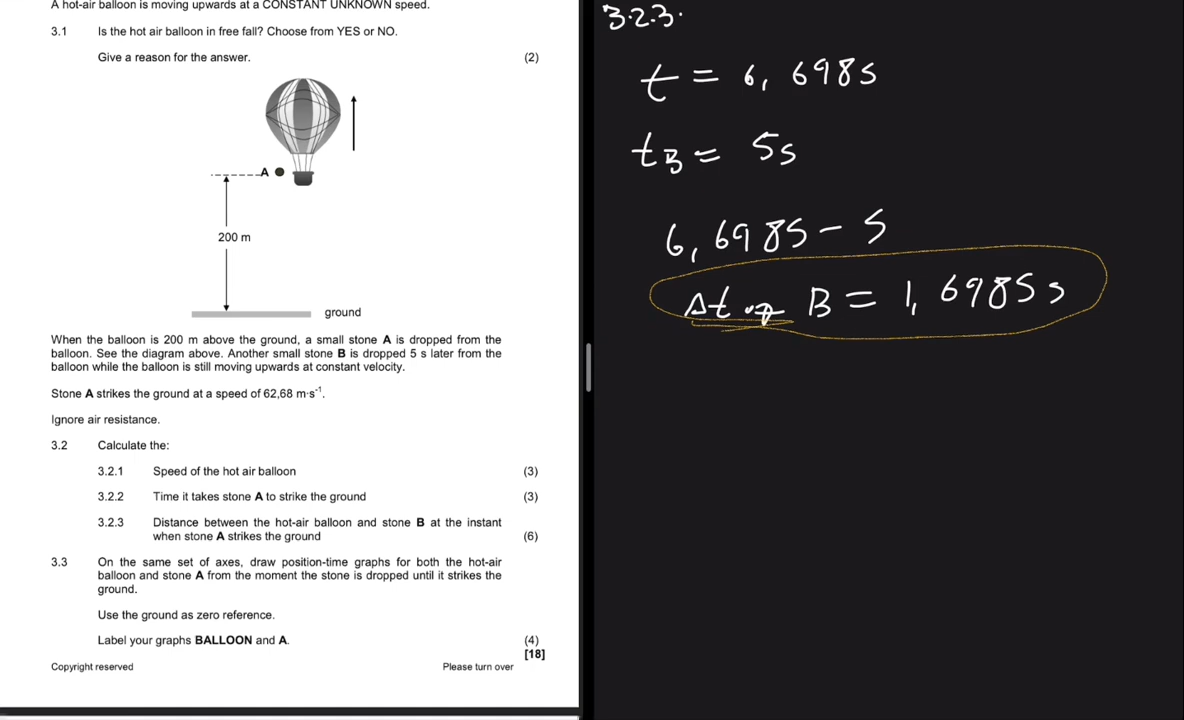 A hot-air balloon is moving upwards at a CONSTANT UNKNOWN speed.
3.1 Is the hot air balloon in free fall? Choose from YES or NO.
Give a reason for the answer. (2)
A
200 m
ground
When the balloon is 200 m above the ground, a small stone A is dropped from the
balloon. See the diagram above. Another small stone B is dropped 5 s later from the
balloon while the balloon is still moving upwards at constant velocity.
Stone A strikes the ground at a speed of 62,68 m·s⁻¹.
Ignore air resistance.
3.2 Calculate the:
3.2.1 Speed of the hot air balloon (3)
3.2.2 Time it takes stone A to strike the ground (3)
3.2.3 Distance between the hot-air balloon and stone B at the instant
when stone A strikes the ground (6)
3.3 On the same set of axes, draw position-time graphs for both the hot-air
balloon and stone A from the moment the stone is dropped until it strikes the
ground.
Use the ground as zero reference.
Label your graphs BALLOON and A. (4)
[18]
Copyright reserved Please turn over
3.2.3.
t = 6,698s
tB = 5s
6,6985 - 5
Δt of B = 1,6985s